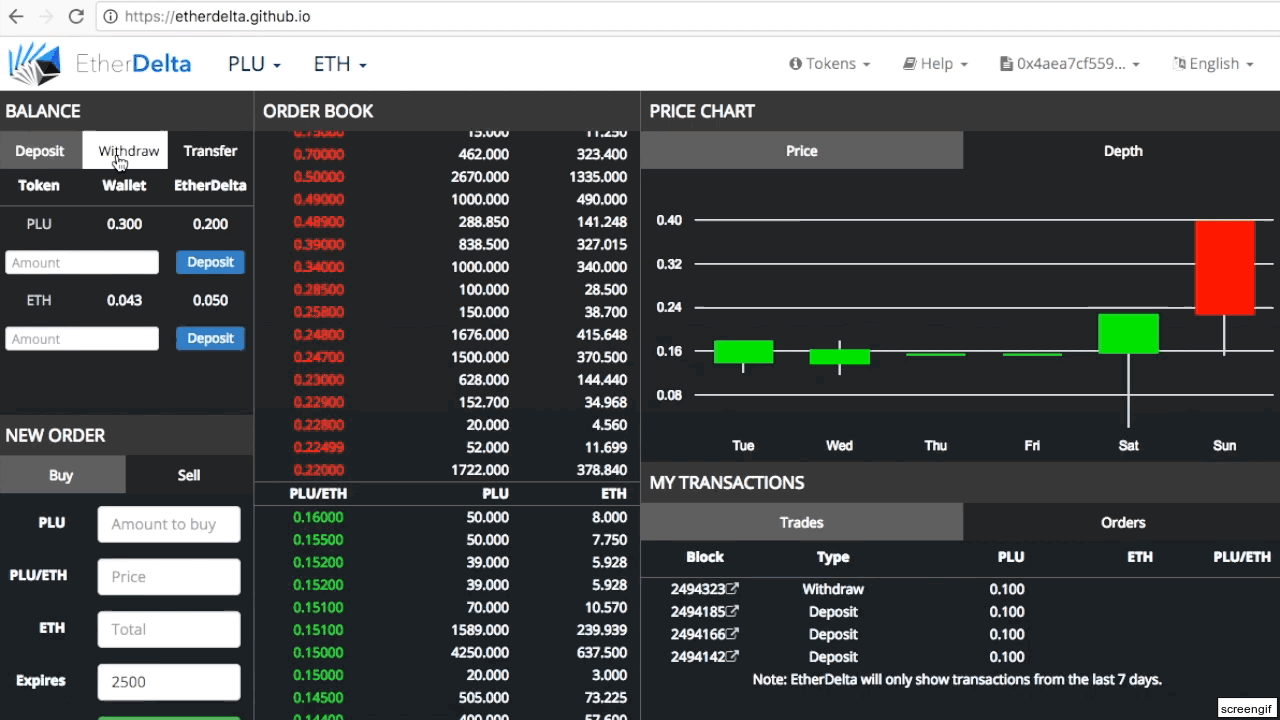 https://etherdelta.github.io
EtherDelta PLU ETH Tokens Help 0x4aea7cf559... English
BALANCE
Deposit Withdraw Transfer
Token Wallet EtherDelta
PLU 0.300 0.200
Amount Deposit
ETH 0.043 0.050
Amount Deposit
NEW ORDER
Buy Sell
PLU Amount to buy
PLU/ETH Price
ETH Total
Expires 2500
ORDER BOOK
0.75000 15.000 11.250
0.70000 462.000 323.400
0.50000 2670.000 1335.000
0.49000 1000.000 490.000
0.48900 288.850 141.248
0.39000 838.500 327.015
0.34000 1000.000 340.000
0.28500 100.000 28.500
0.25800 150.000 38.700
0.24800 1676.000 415.648
0.24700 1500.000 370.500
0.23000 628.000 144.440
0.22900 152.700 34.968
0.22800 20.000 4.560
0.22499 52.000 11.699
0.22000 1722.000 378.840
PLU/ETH PLU ETH
0.16000 50.000 8.000
0.15500 50.000 7.750
0.15200 39.000 5.928
0.15200 39.000 5.928
0.15100 70.000 10.570
0.15100 1589.000 239.939
0.15000 4250.000 637.500
0.15000 20.000 3.000
0.14500 505.000 73.225
0.14400 400.000 57.600
PRICE CHART
Price Depth
0.40
0.32
0.24
0.16
0.08
Tue Wed Thu Fri Sat Sun
MY TRANSACTIONS
Trades Orders
Block Type PLU ETH PLU/ETH
2494323 Withdraw 0.100
2494185 Deposit 0.100
2494166 Deposit 0.100
2494142 Deposit 0.100
Note: EtherDelta will only show transactions from the last 7 days.
screengif